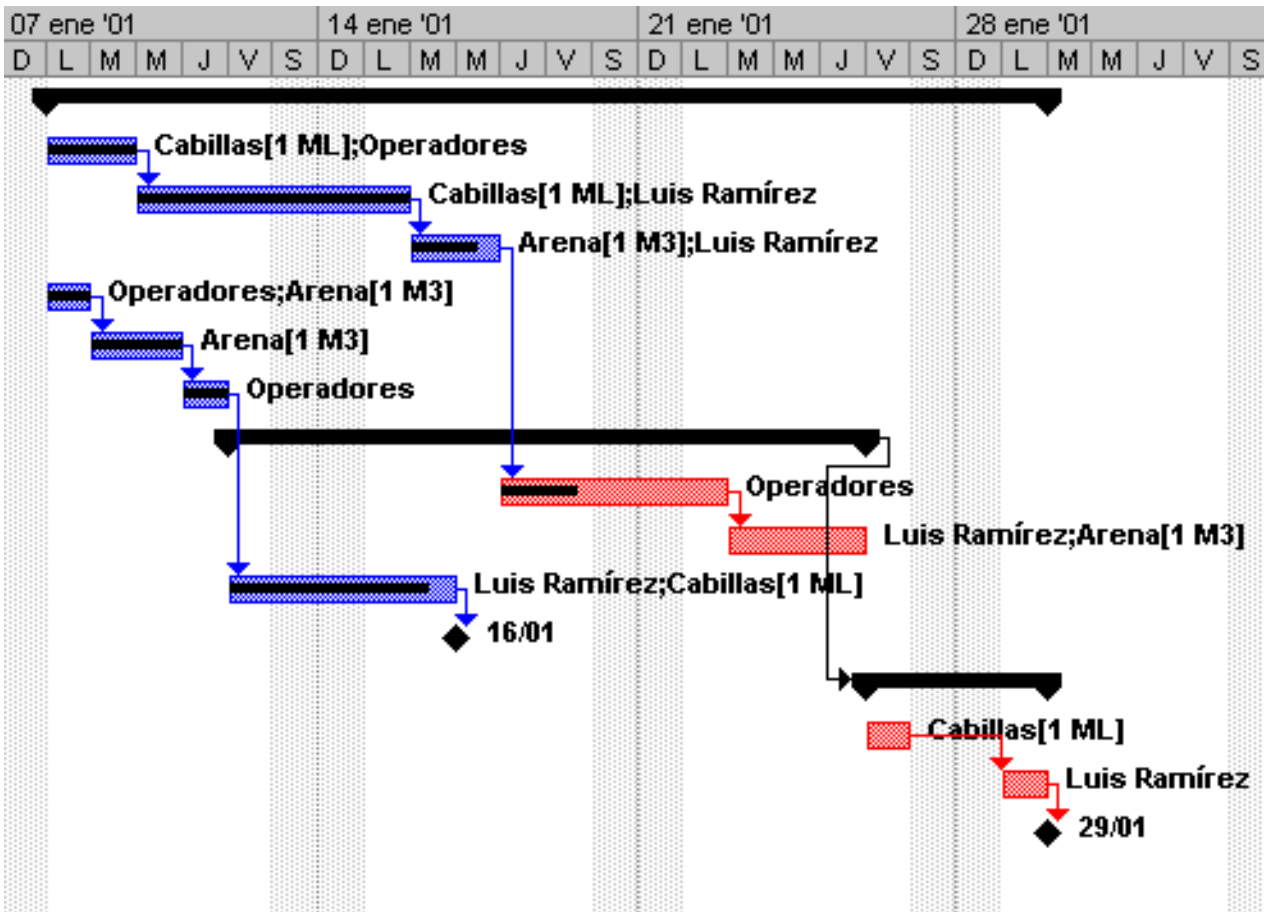 07 ene '01 14 ene '01 21 ene '01 28 ene '01
D L M M J V S D L M M J V S D L M M J V S D L M M J V S
Cabillas[1 ML];Operadores
Cabillas[1 ML];Luis Ramírez
Arena[1 M3];Luis Ramírez
Operadores;Arena[1 M3]
Arena[1 M3]
Operadores
Operadores
Luis Ramírez;Arena[1 M3]
Luis Ramírez;Cabillas[1 ML]
16/01
Cabillas[1 ML]
Luis Ramírez
29/01